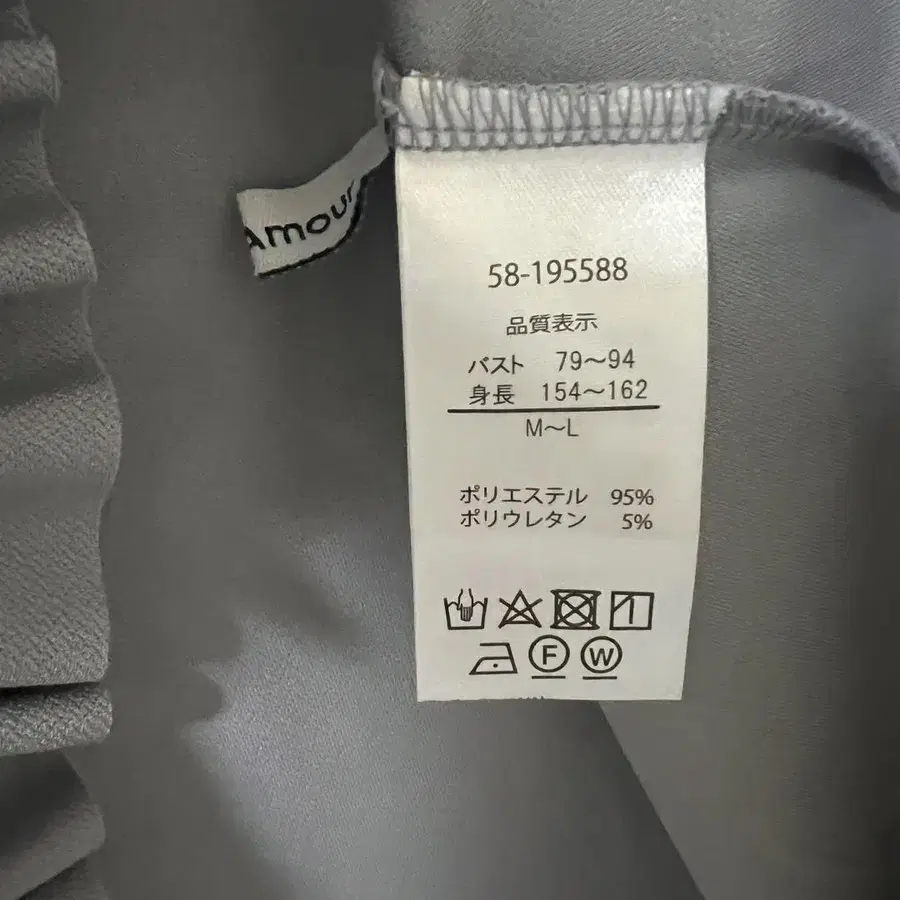 Amour
58-195588
品質表示
バスト 79～94
身長 154～162
M～L
ポリエステル 95%
ポリウレタン 5%
F W